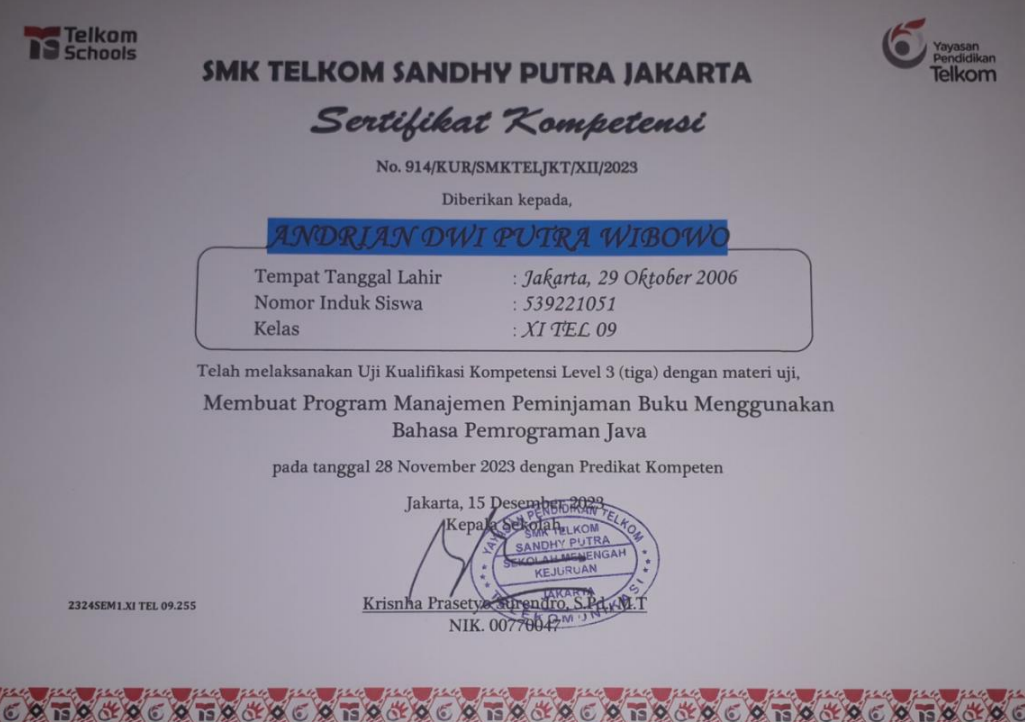 Telkom
Schools
Yayasan
Pendidikan
Telkom
SMK TELKOM SANDHY PUTRA JAKARTA
Sertifikat Kompetensi
No. 914/KUR/SMKTELJKT/XII/2023
Diberikan kepada,
ANDRIAN DWI PUTRA WIBOWO
Tempat Tanggal Lahir : Jakarta, 29 Oktober 2006
Nomor Induk Siswa : 539221051
Kelas : XI TEL 09
Telah melaksanakan Uji Kualifikasi Kompetensi Level 3 (tiga) dengan materi uji,
Membuat Program Manajemen Peminjaman Buku Menggunakan
Bahasa Pemrograman Java
pada tanggal 28 November 2023 dengan Predikat Kompeten
Jakarta, 15 Desember 2023
Kepala Sekolah,
YAYASAN PENDIDIKAN TELKOM
SMK TELKOM
SANDHY PUTRA
SEKOLAH MENENGAH
KEJURUAN
JAKARTA
TELEKOMUNIKASI
Krisnha Prasetyo Surendro, S.Pd, M.T
NIK. 00770047
2324SEM1.XI TEL 09.255